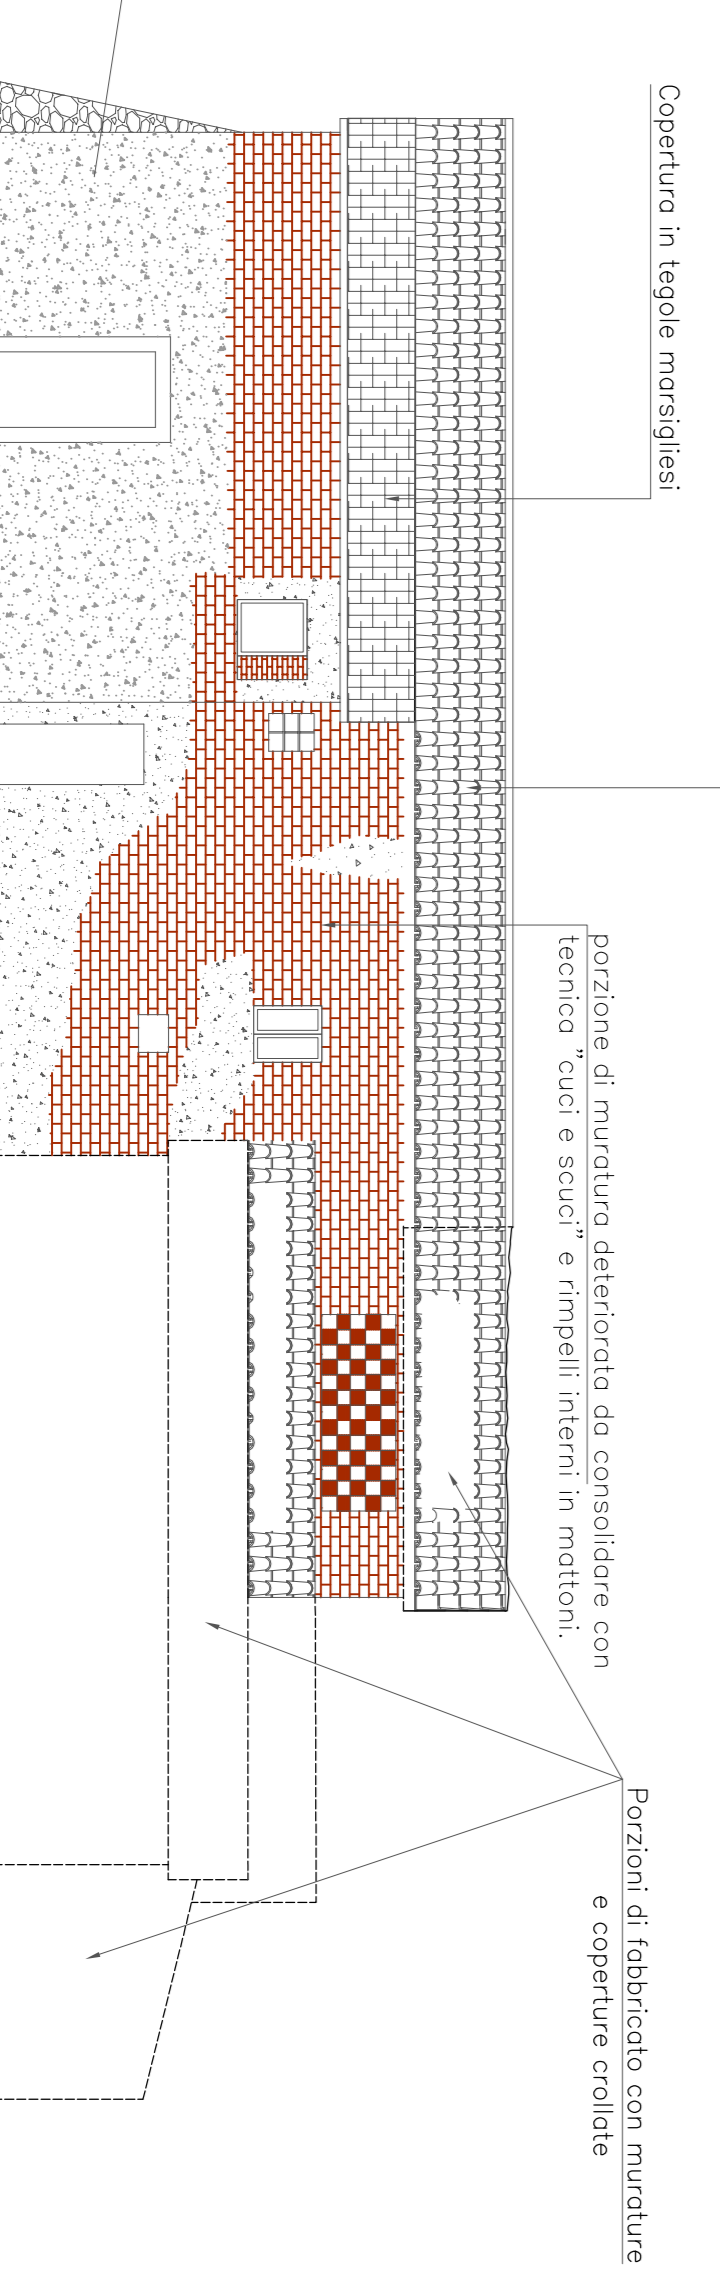 Copertura in tegole marsigliesi
porzione di muratura deteriorata da consolidare con
tecnica "cuci e scuci" e rimpelli interni in mattoni.
Porzioni di fabbricato con murature
e coperture crollate